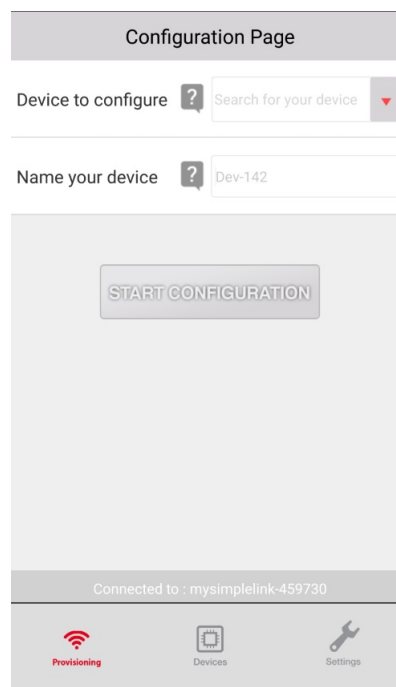 Configuration Page
Device to configure ? Search for your device
Name your device ? Dev-142
START CONFIGURATION
Connected to : mysimplelink-459730
Provisioning Devices Settings